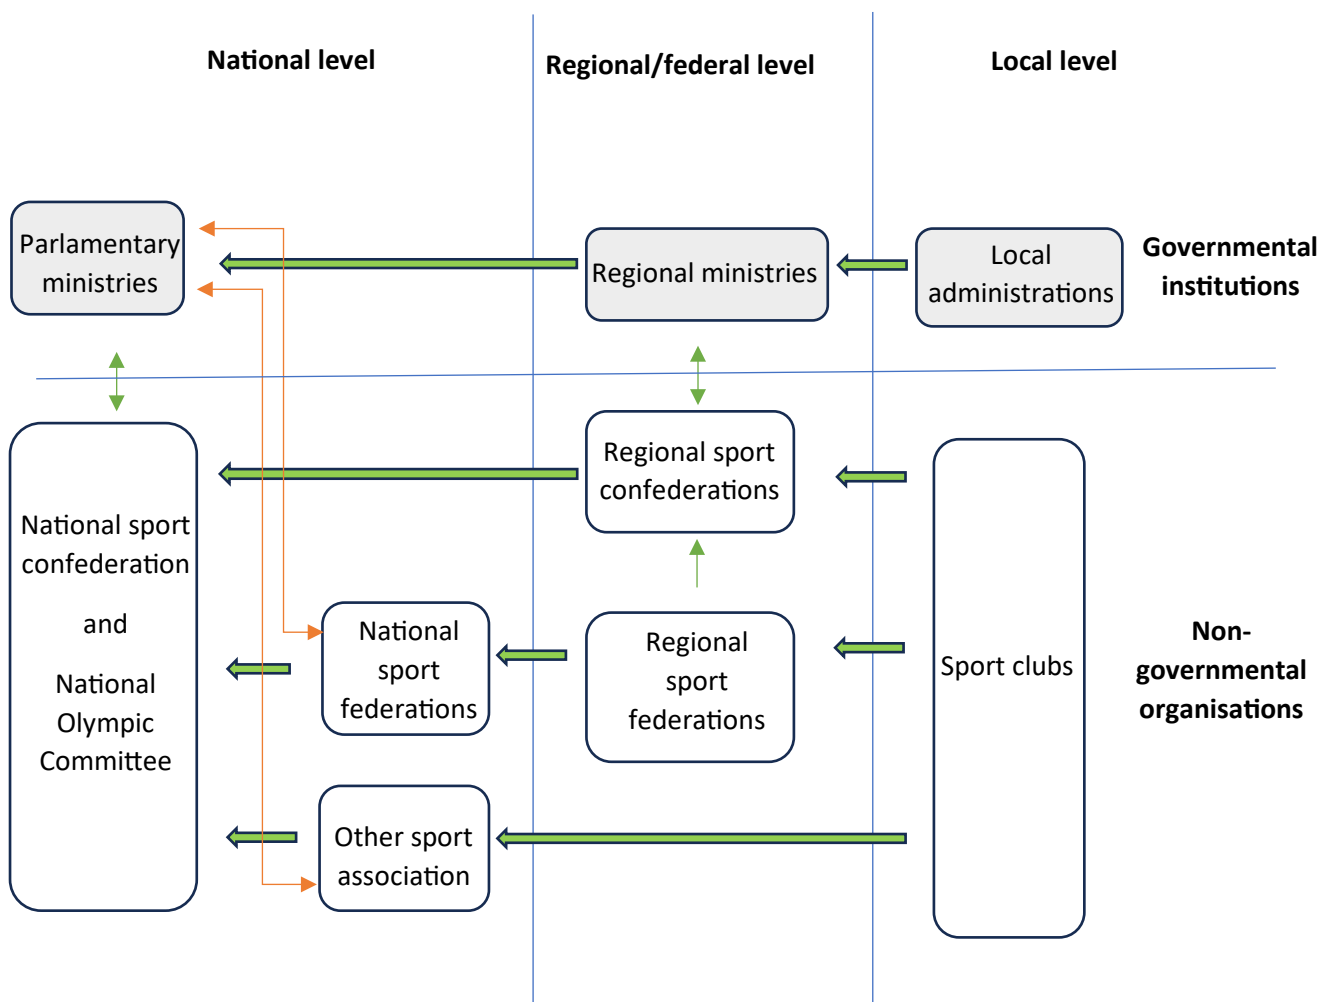 National level
Regional/federal level
Local level
Parlamentary
ministries
Regional ministries
Local
administrations
Governmental
institutions
National sport
confederation
and
National
Olympic
Committee
Regional sport
confederations
National
sport
federations
Regional
sport
federations
Sport clubs
Non-
governmental
organisations
Other sport
association